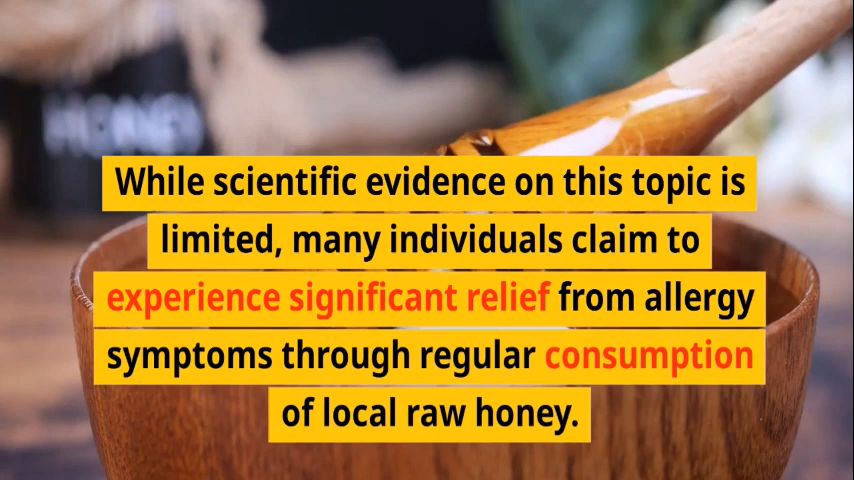 HONEY
While scientific evidence on this topic is
limited, many individuals claim to
experience significant relief from allergy
symptoms through regular consumption
of local raw honey.